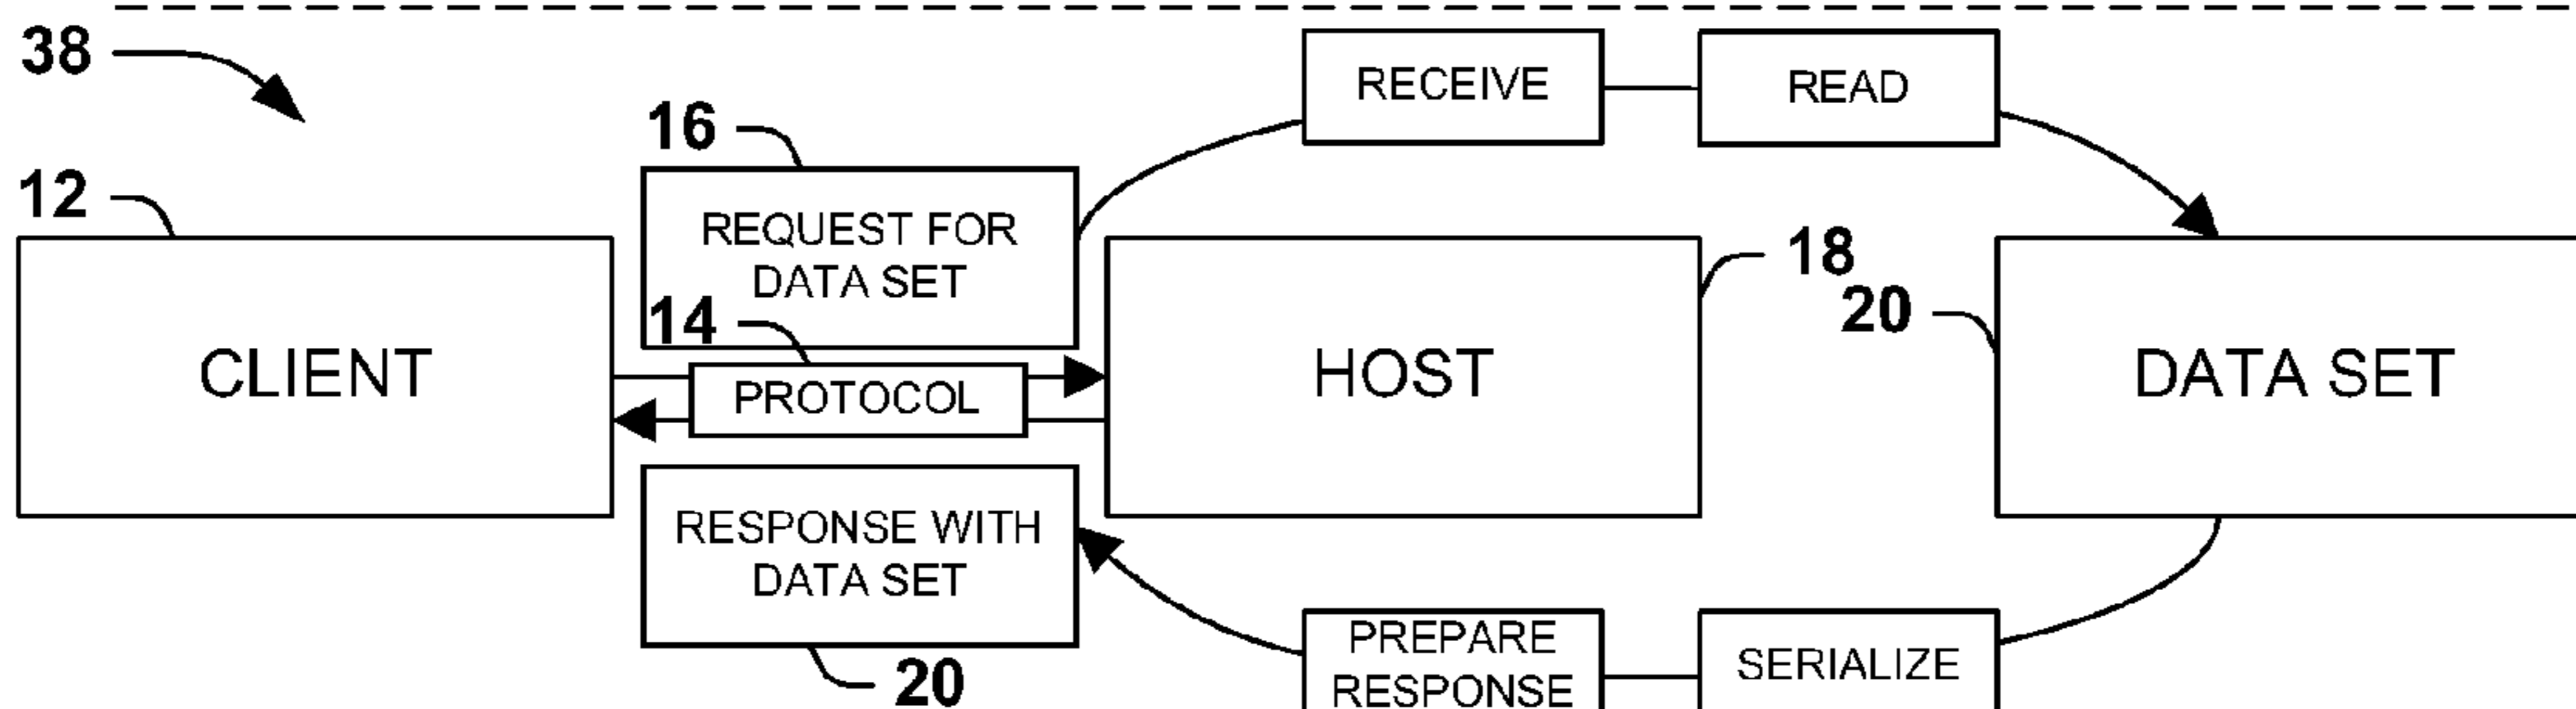 38
RECEIVE
READ
16
12
REQUEST FOR
DATA SET
18
20
14
CLIENT
PROTOCOL
HOST
DATA SET
RESPONSE WITH
DATA SET
20
PREPARE
RESPONSE
SERIALIZE